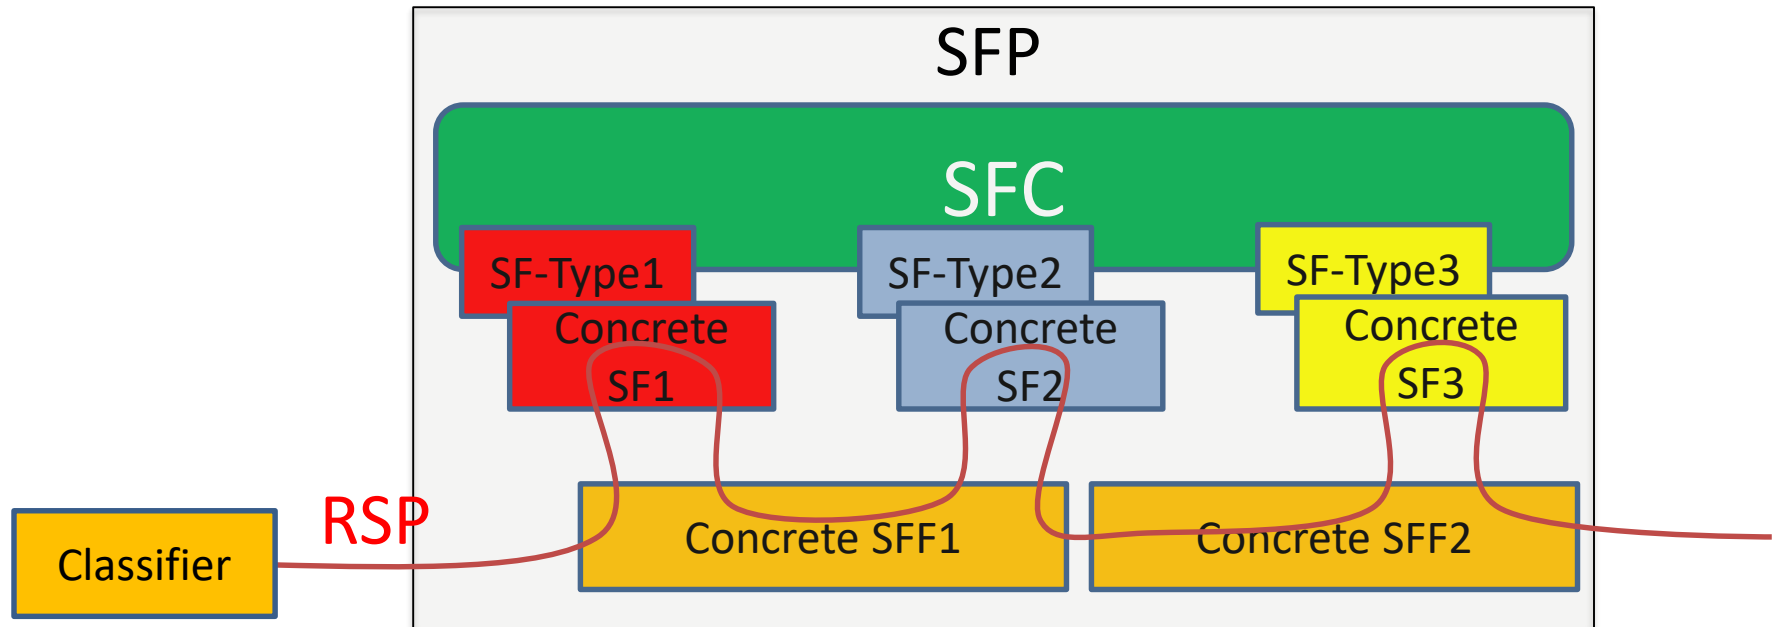 SFP
SFC
SF-Type1
SF-Type2
SF-Type3
Concrete
SF1
Concrete
SF2
Concrete
SF3
RSP
Classifier
Concrete SFF1
Concrete SFF2